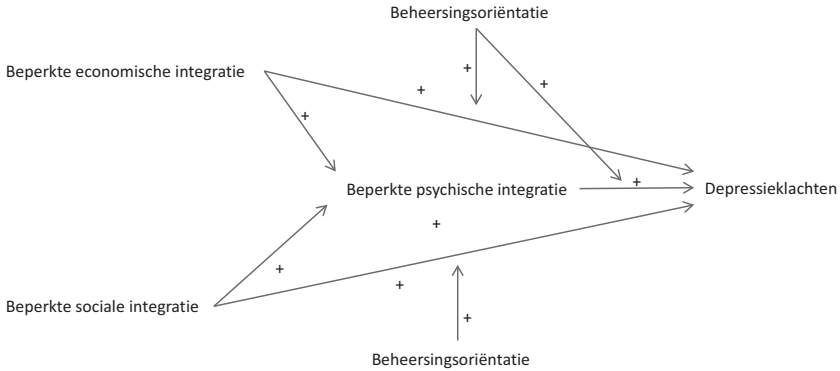 Beheersingsoriëntatie
Beperkte economische integratie
+
+
+
+
Beperkte psychische integratie
+
Depressieklachten
+
+
+
Beperkte sociale integratie
+
Beheersingsoriëntatie